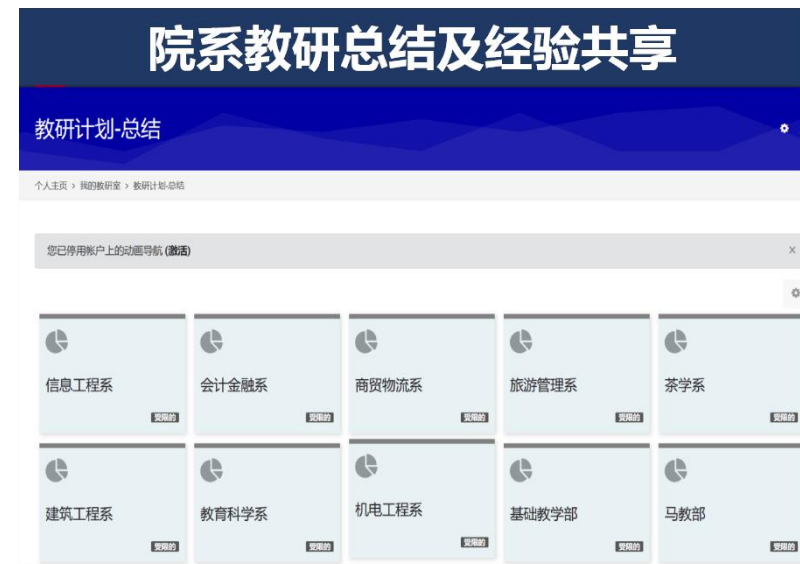 院系教研总结及经验共享
教研计划-总结
个人主页 > 我的教研室 > 教研计划-总结
您已停用帐户上的动画导航 (激活)
×
信息工程系
会计金融系
商贸物流系
旅游管理系
茶学系
受限的
受限的
受限的
受限的
受限的
建筑工程系
教育科学系
机电工程系
基础教学部
马教部
受限的
受限的
受限的
受限的
受限的